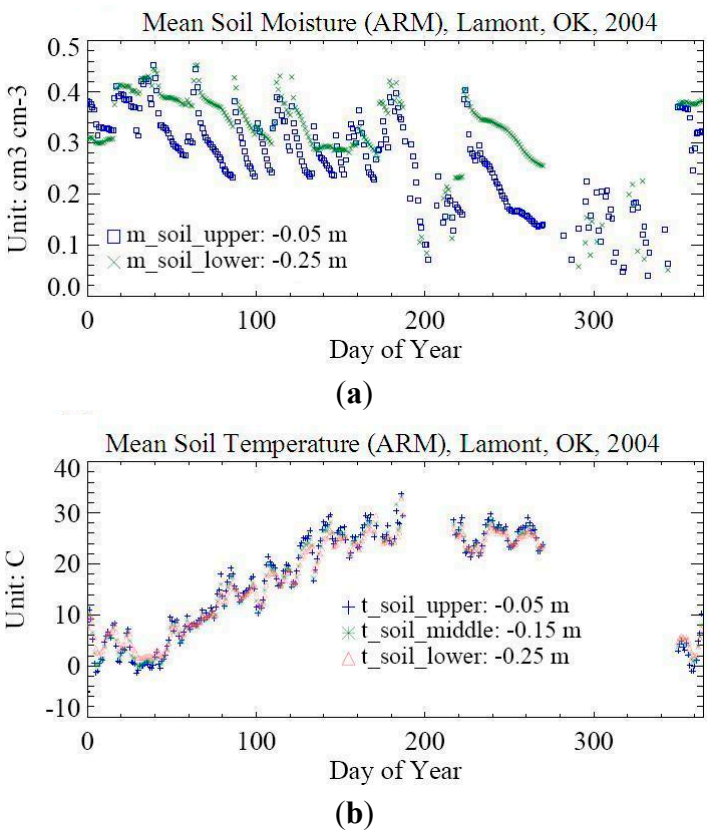 Mean Soil Moisture (ARM), Lamont, OK, 2004
0.5
0.4
0.3
0.2
0.1
0.0
Unit: cm3 cm-3
m_soil_upper: -0.05 m
m_soil_lower: -0.25 m
0 100 200 300
Day of Year
(a)
Mean Soil Temperature (ARM), Lamont, OK, 2004
40
30
20
10
0
-10
Unit: C
t_soil_upper: -0.05 m
t_soil_middle: -0.15 m
t_soil_lower: -0.25 m
0 100 200 300
Day of Year
(b)